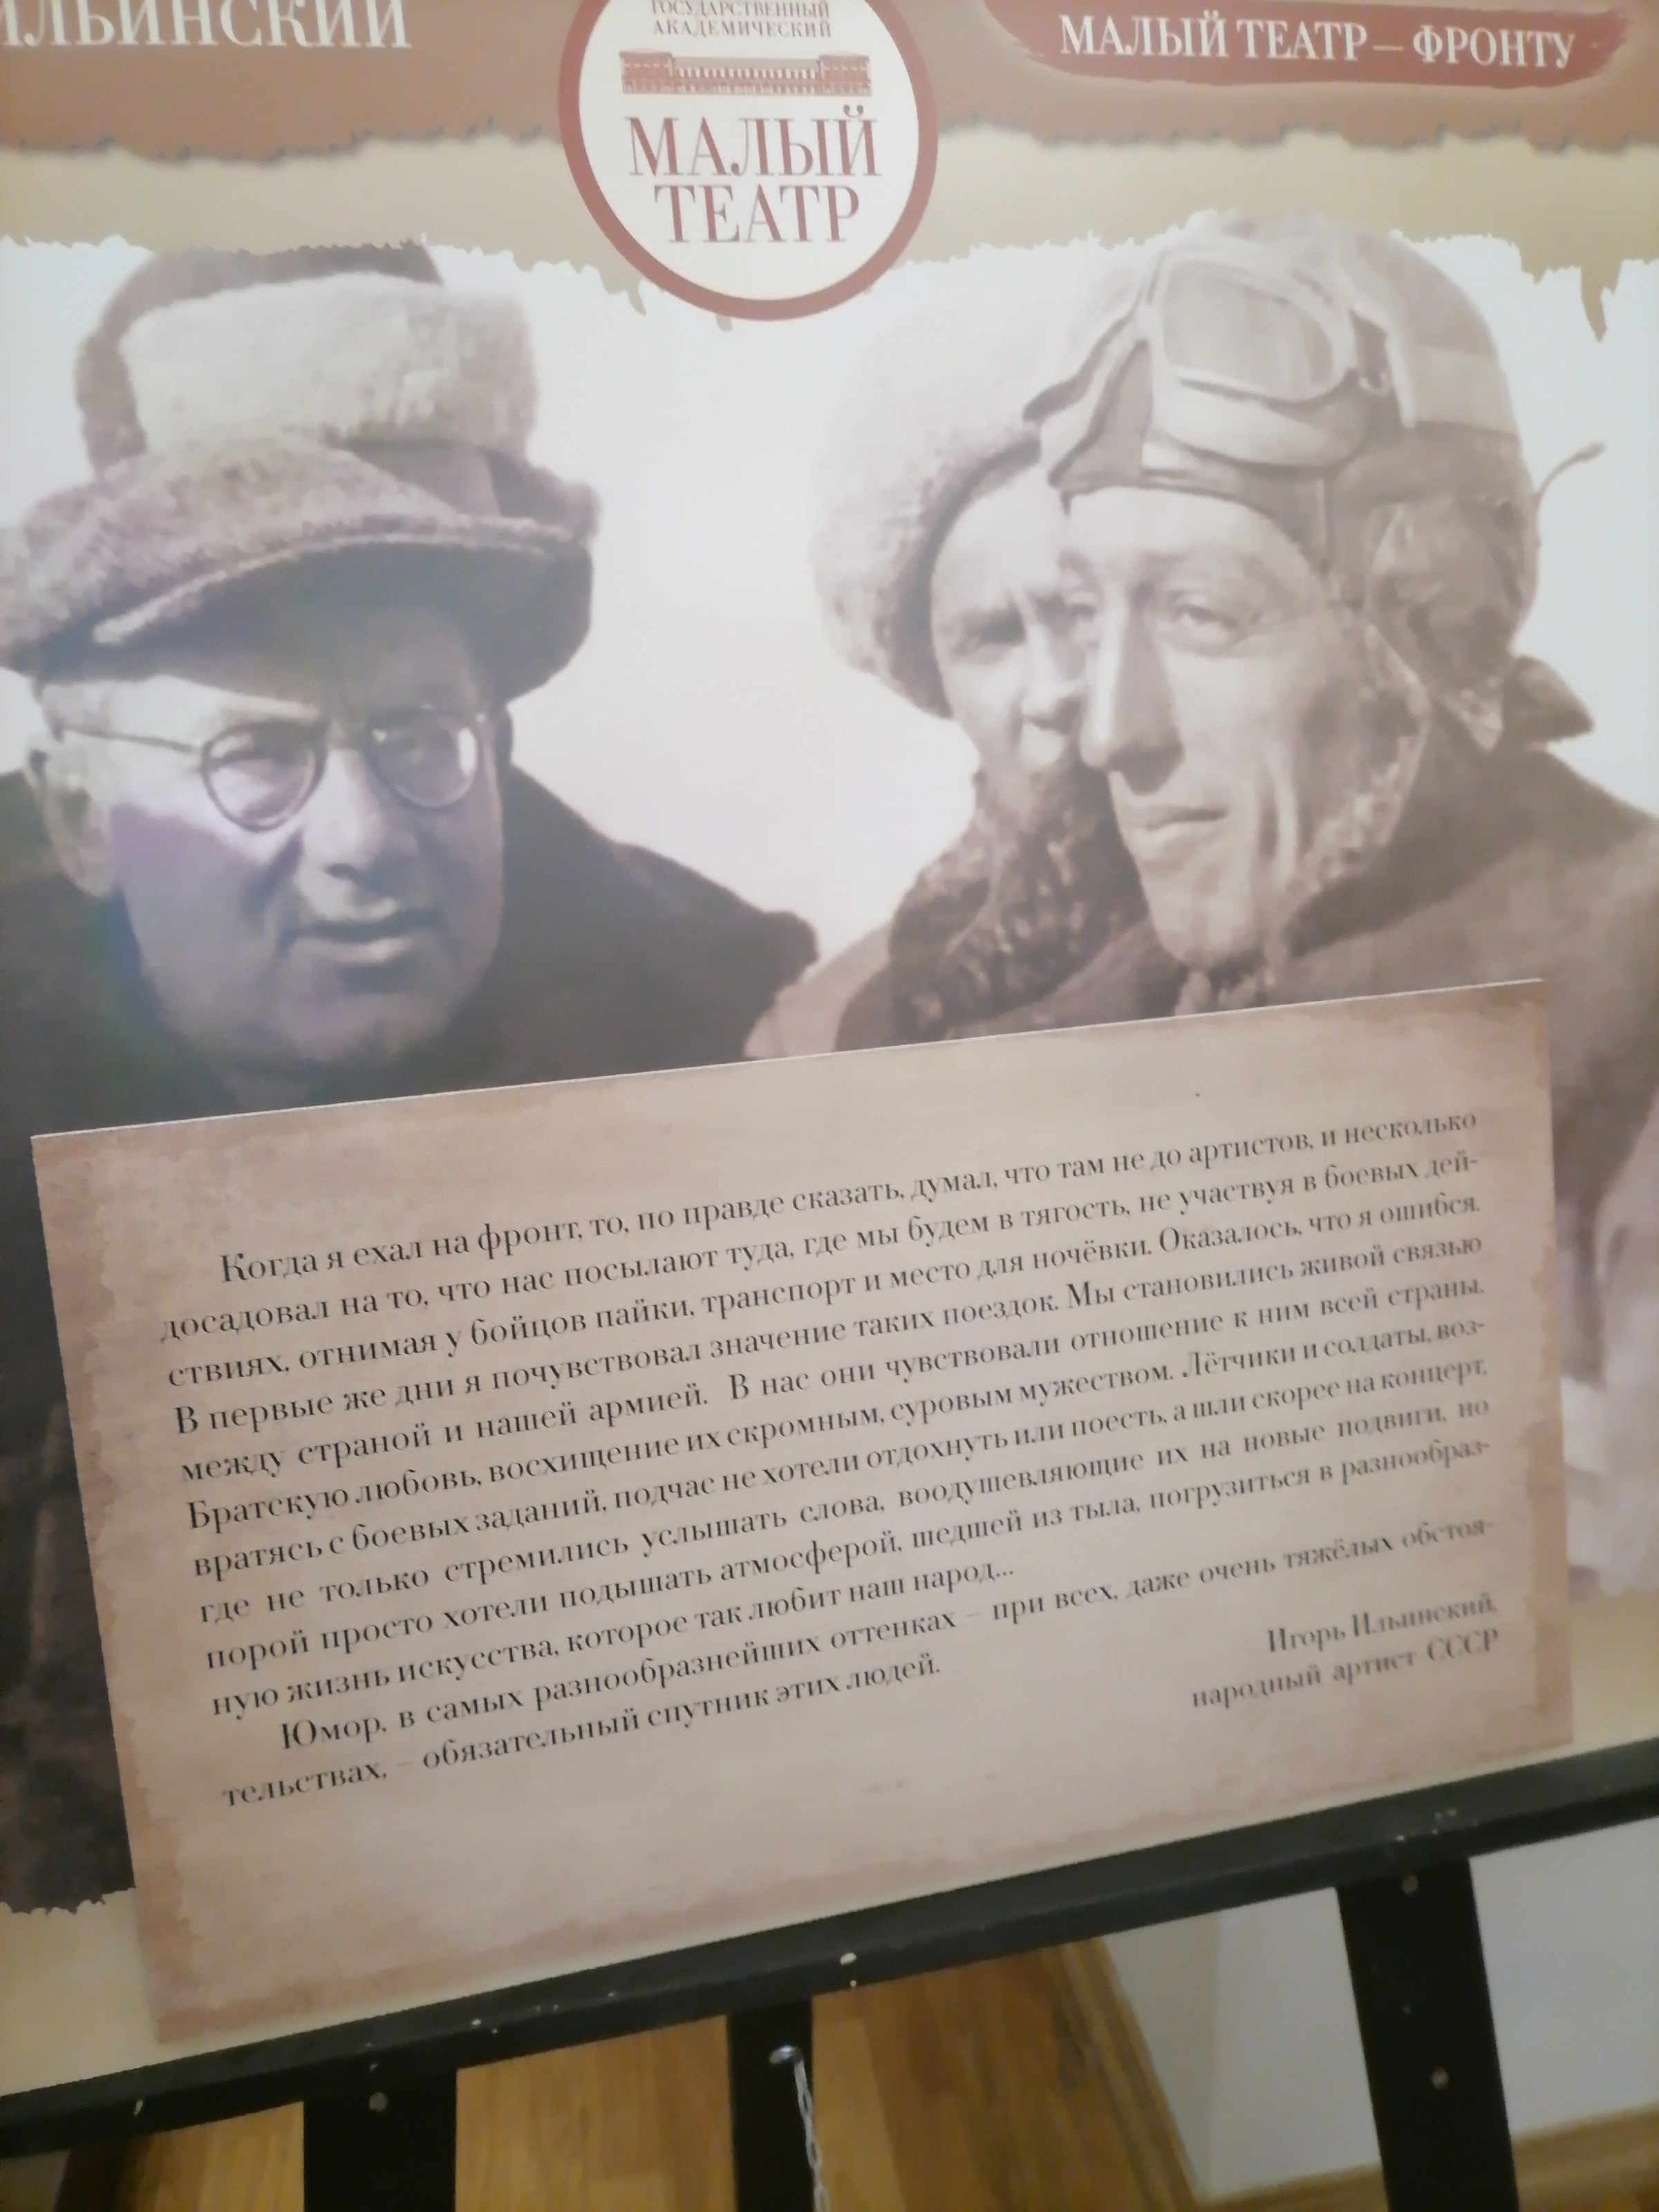 ИЛЬИНСКИЙ
ГОСУДАРСТВЕННЫЙ
АКАДЕМИЧЕСКИЙ
МАЛЫЙ
ТЕАТР
МАЛЫЙ ТЕАТР – ФРОНТУ
Когда я ехал на фронт, то, по правде сказать, думал, что там не до артистов, и несколько
досадовал на то, что нас посылают туда, где мы будем в тягость, не участвуя в боевых дей-
ствиях, отнимая у бойцов пайки, транспорт и место для ночёвки. Оказалось, что я ошибся.
В первые же дни я почувствовал значение таких поездок. Мы становились живой связью
между страной и нашей армией. В нас они чувствовали отношение к ним всей страны.
Братскую любовь, восхищение их скромным, суровым мужеством. Лётчики и солдаты, воз-
вратясь с боевых заданий, подчас не хотели отдохнуть или поесть, а шли скорее на концерт,
где не только стремились услышать слова, воодушевляющие их на новые подвиги, но
порой просто хотели подышать атмосферой, шедшей из тыла, погрузиться в разнообраз-
ную жизнь искусства, которое так любит наш народ...
Юмор, в самых разнообразнейших оттенках – при всех, даже очень тяжёлых обстоя-
тельствах, – обязательный спутник этих людей.
Игорь Ильинский,
народный артист СССР